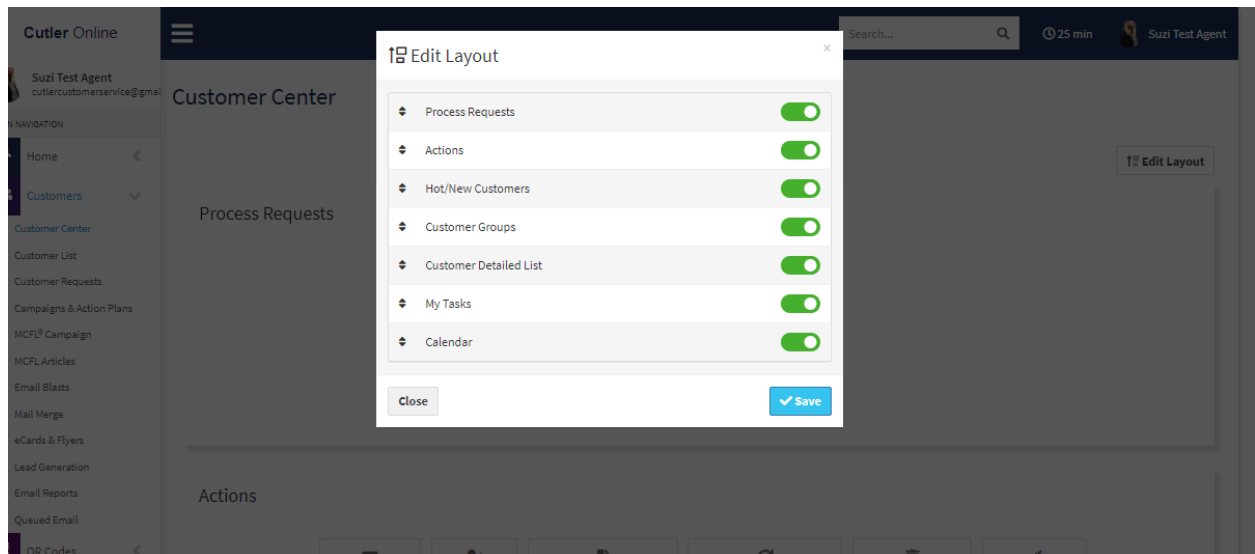 Cutler Online
Search...
25 min
Suzi Test Agent
Suzi Test Agent
cutlercustomerservice@gmai
N NAVIGATION
Home
Customers
Customer Center
Customer List
Customer Requests
Campaigns & Action Plans
MCFL® Campaign
MCFL Articles
Email Blasts
Mail Merge
eCards & Flyers
Lead Generation
Email Reports
Queued Email
QR Codes
Customer Center
Edit Layout
Process Requests
Actions
Edit Layout
×
Process Requests
Actions
Hot/New Customers
Customer Groups
Customer Detailed List
My Tasks
Calendar
Close
Save